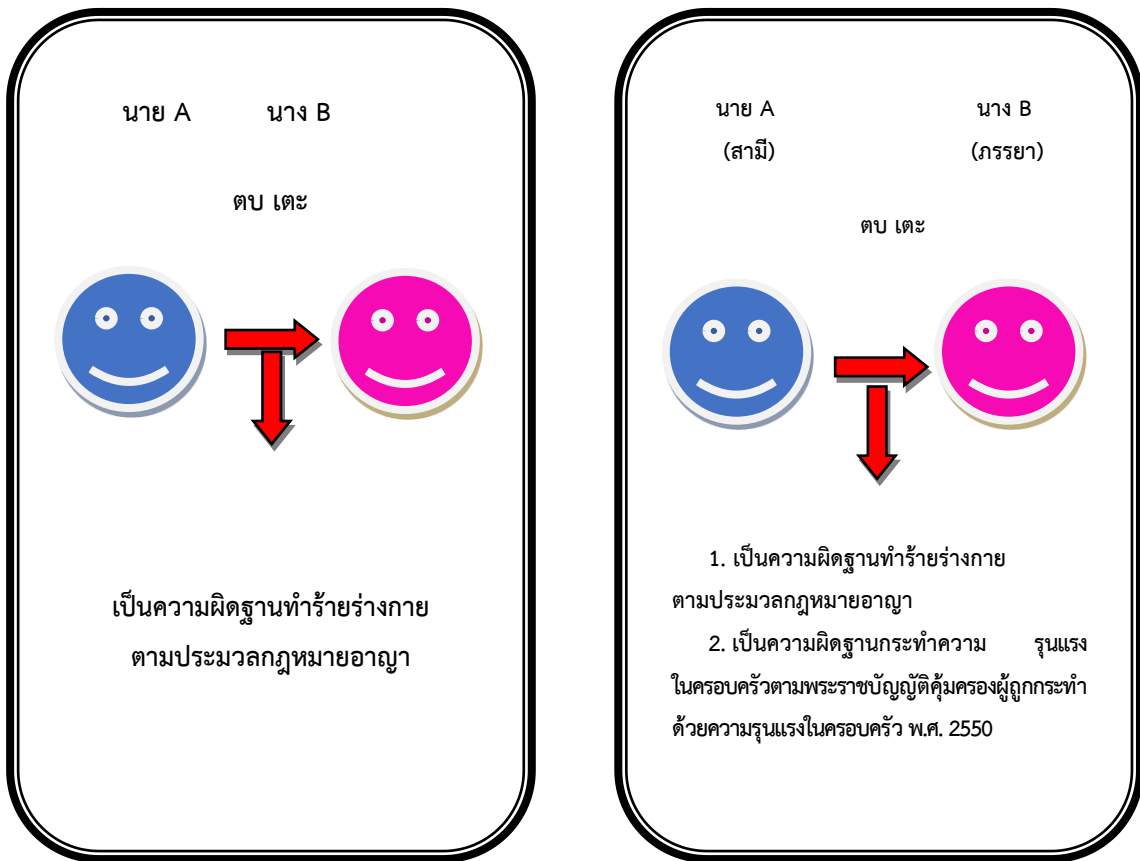 นาย A นาง B
ตบ เตะ
เป็นความผิดฐานทำร้ายร่างกาย
ตามประมวลกฎหมายอาญา
นาย A นาง B
(สามี) (ภรรยา)
ตบ เตะ
1. เป็นความผิดฐานทำร้ายร่างกาย
ตามประมวลกฎหมายอาญา
2. เป็นความผิดฐานกระทำความ รุนแรง
ในครอบครัวตามพระราชบัญญัติคุ้มครองผู้ถูกกระทำ
ด้วยความรุนแรงในครอบครัว พ.ศ. 2550